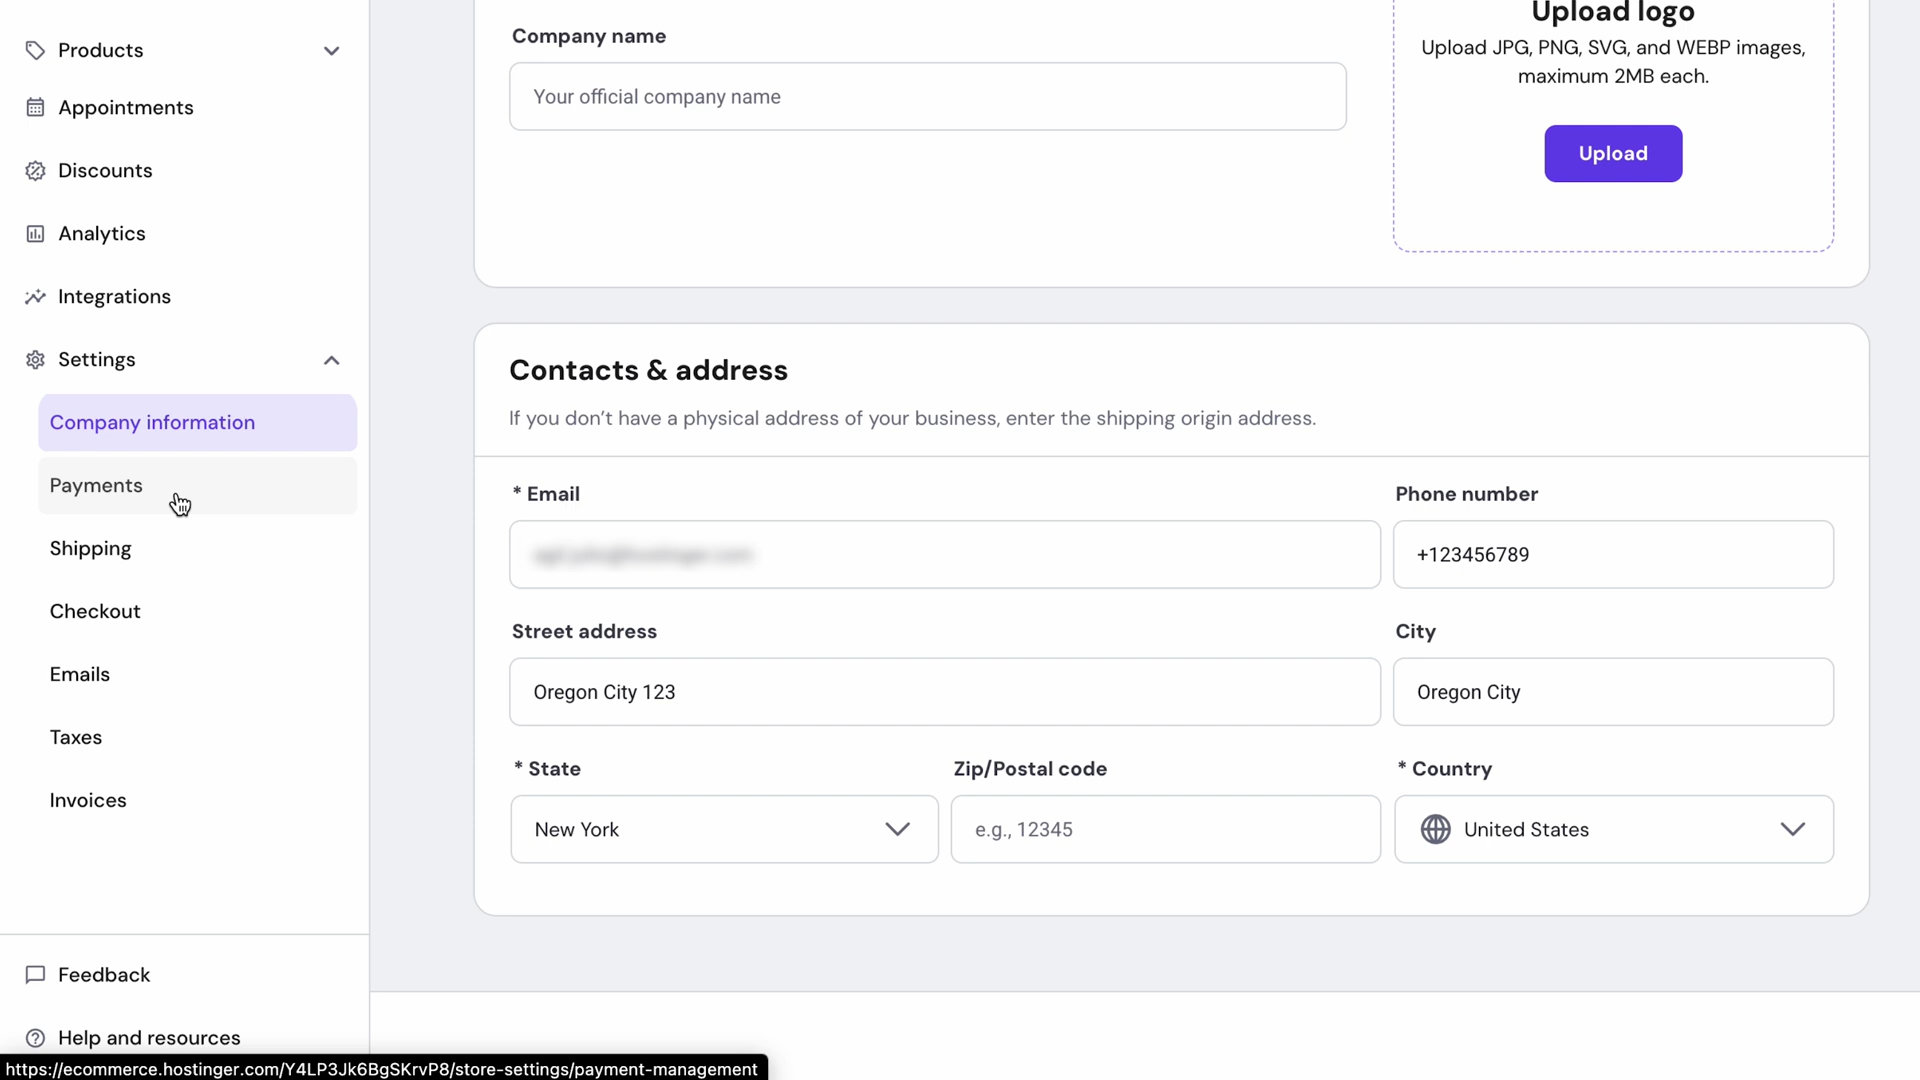 Products
Appointments
Discounts
Analytics
Integrations
Settings
Company information
Payments
Shipping
Checkout
Emails
Taxes
Invoices
Feedback
Help and resources
Company name
Your official company name
Upload logo
Upload JPG, PNG, SVG, and WEBP images,
maximum 2MB each.
Upload
Contacts & address
If you don’t have a physical address of your business, enter the shipping origin address.
* Email
Phone number
+123456789
Street address
City
Oregon City 123
Oregon City
* State
Zip/Postal code
* Country
New York
e.g., 12345
United States
https://ecommerce.hostinger.com/Y4LP3Jk6BgSKrvP8/store-settings/payment-management